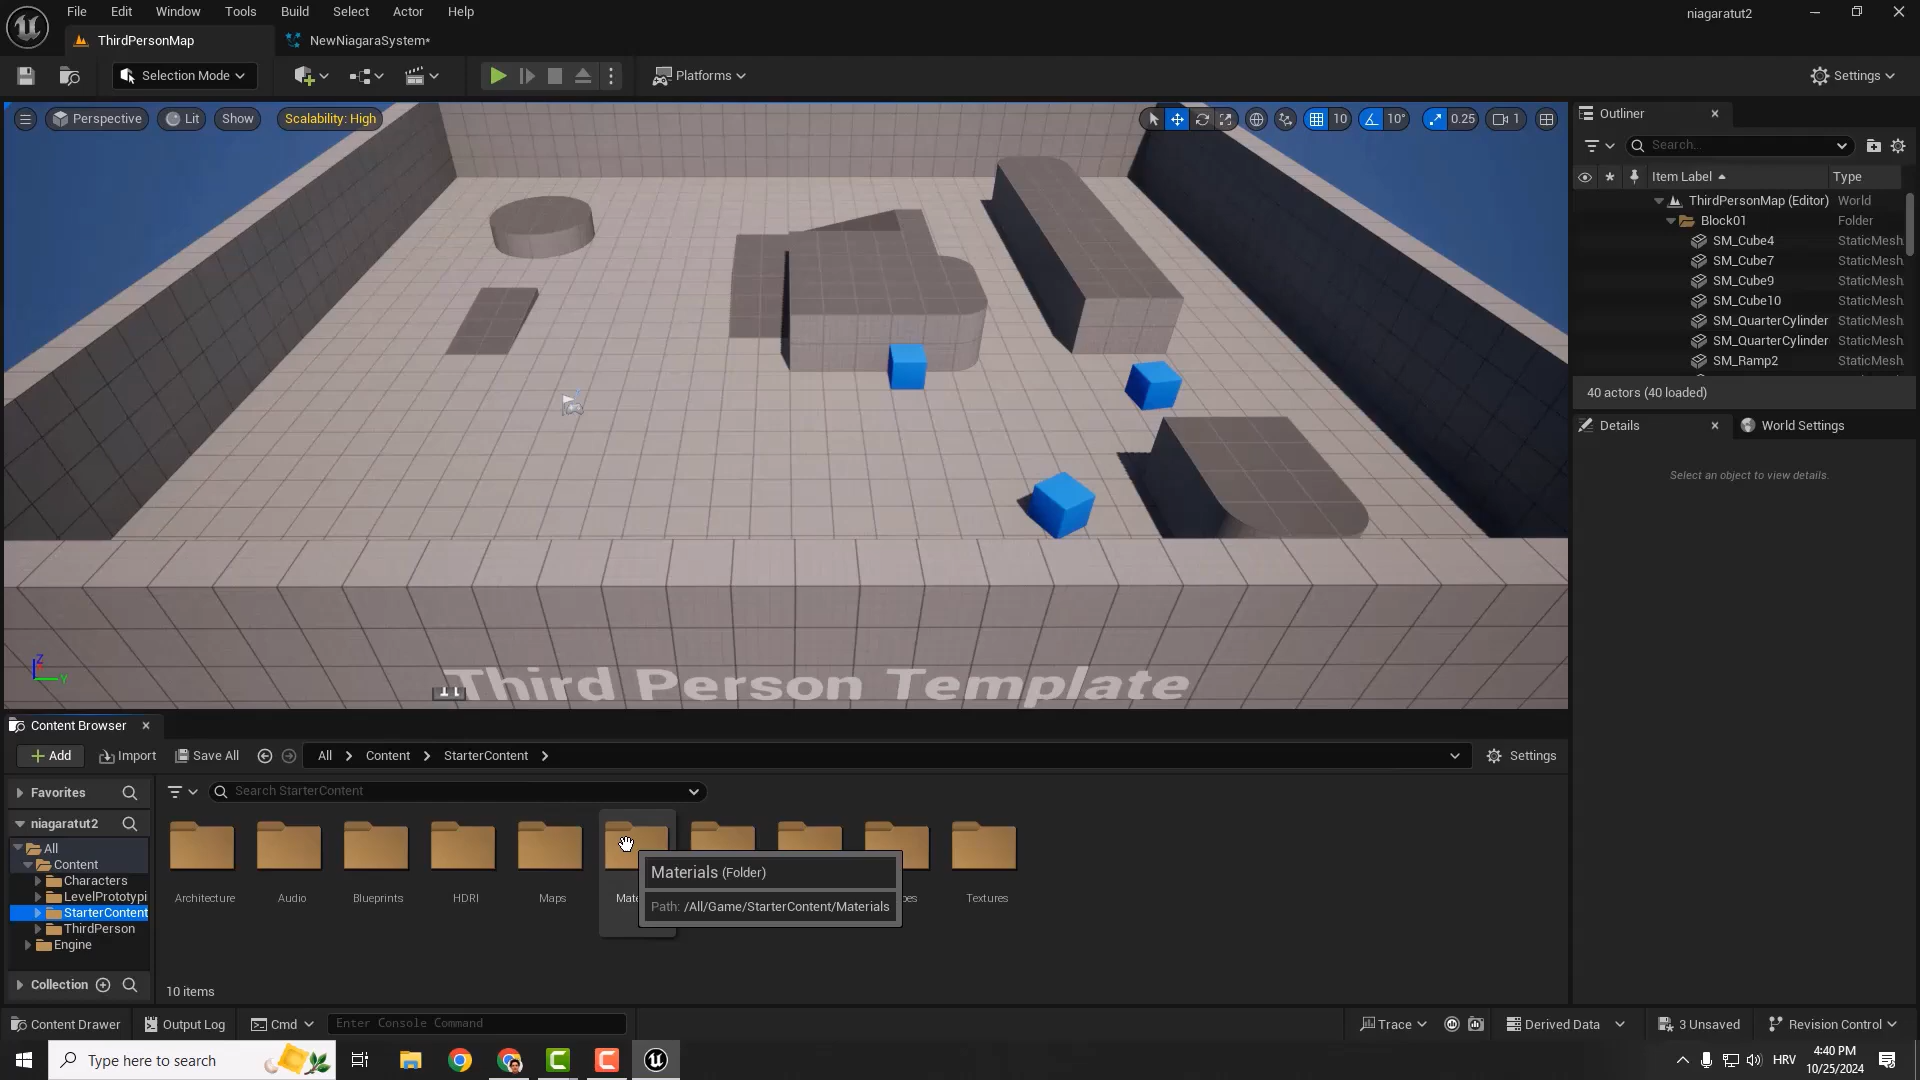 File Edit Window Tools Build Select Actor Help
niagaratut2
ThirdPersonMap
NewNiagaraSystem*
Selection Mode
Platforms
Settings
Perspective
Lit
Show
Scalability: High
10
10°
0.25
1
Outliner
Search...
Item Label
Type
ThirdPersonMap (Editor) World
Block01 Folder
SM_Cube4 StaticMesh
SM_Cube7 StaticMesh
SM_Cube9 StaticMesh
SM_Cube10 StaticMesh
SM_QuarterCylinder StaticMesh
SM_QuarterCylinder StaticMesh
SM_Ramp2 StaticMesh
40 actors (40 loaded)
Details
World Settings
Select an object to view details.
Third Person Template
Z
Y
Content Browser
Add
Import
Save All
All
Content
StarterContent
Settings
Favorites
Search StarterContent
niagaratut2
All
Content
Characters
LevelPrototypi
StarterContent
ThirdPerson
Engine
Collection
Architecture
Audio
Blueprints
HDRI
Maps
Mate
Textures
Materials (Folder)
Path: /All/Game/StarterContent/Materials
10 items
Content Drawer
Output Log
Cmd
Enter Console Command
Trace
Derived Data
3 Unsaved
Revision Control
Type here to search
HRV
4:40 PM
10/25/2024